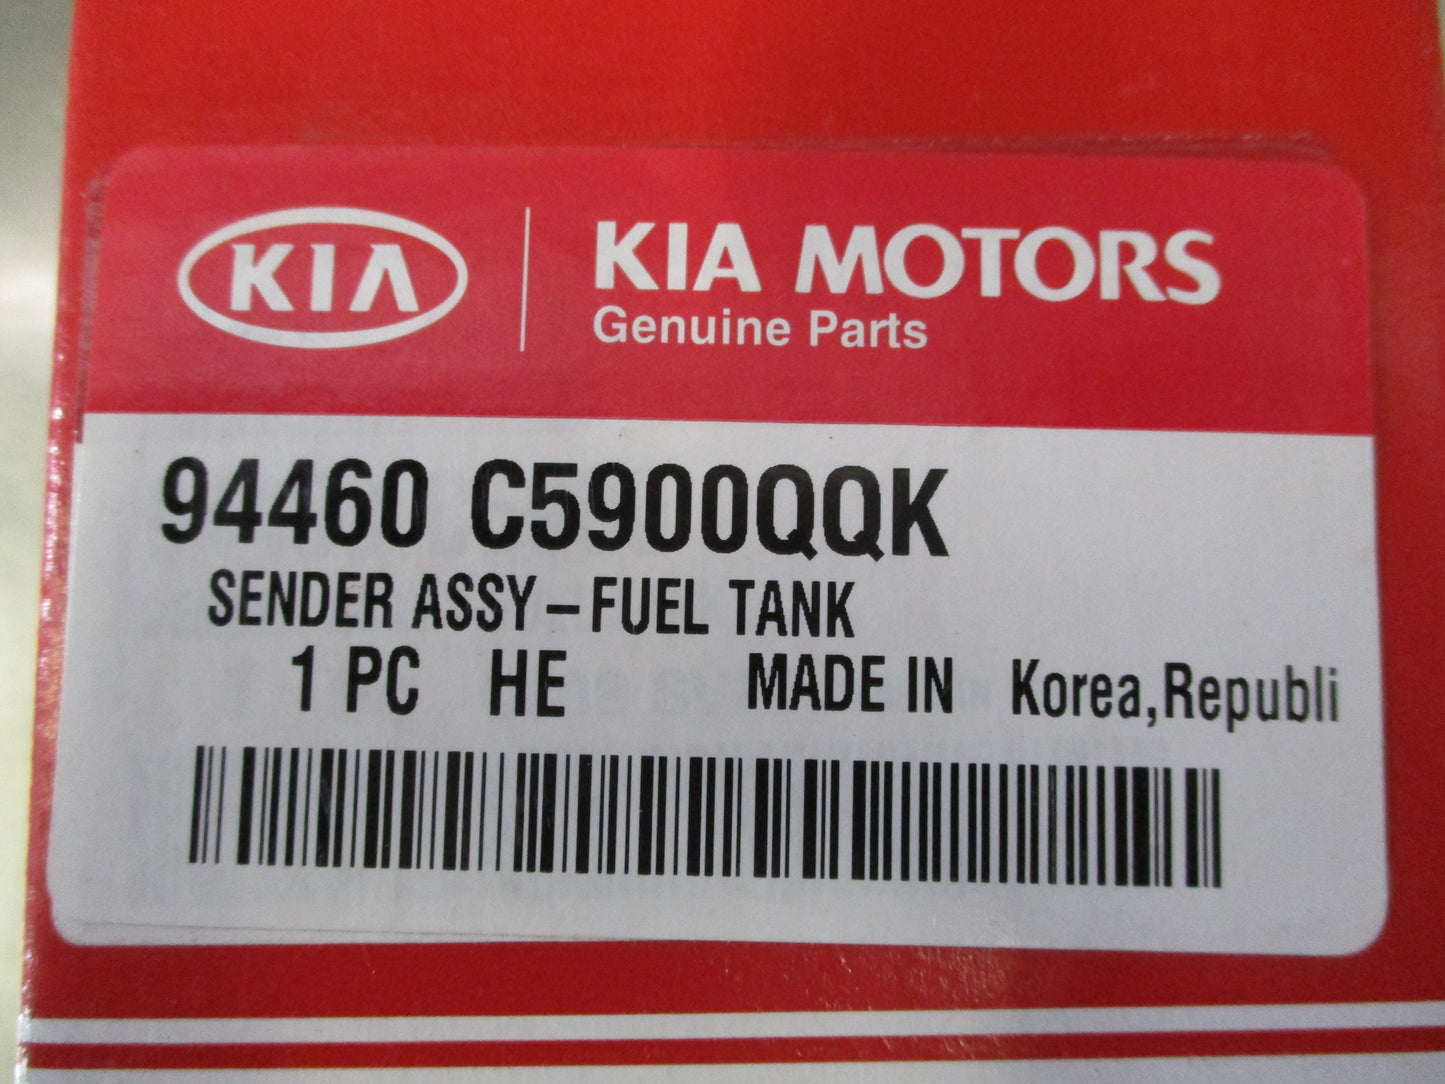 KIA
KIA MOTORS
Genuine Parts
94460 C5900QQK
SENDER ASSY-FUEL TANK
1 PC HE MADE IN Korea,Republi